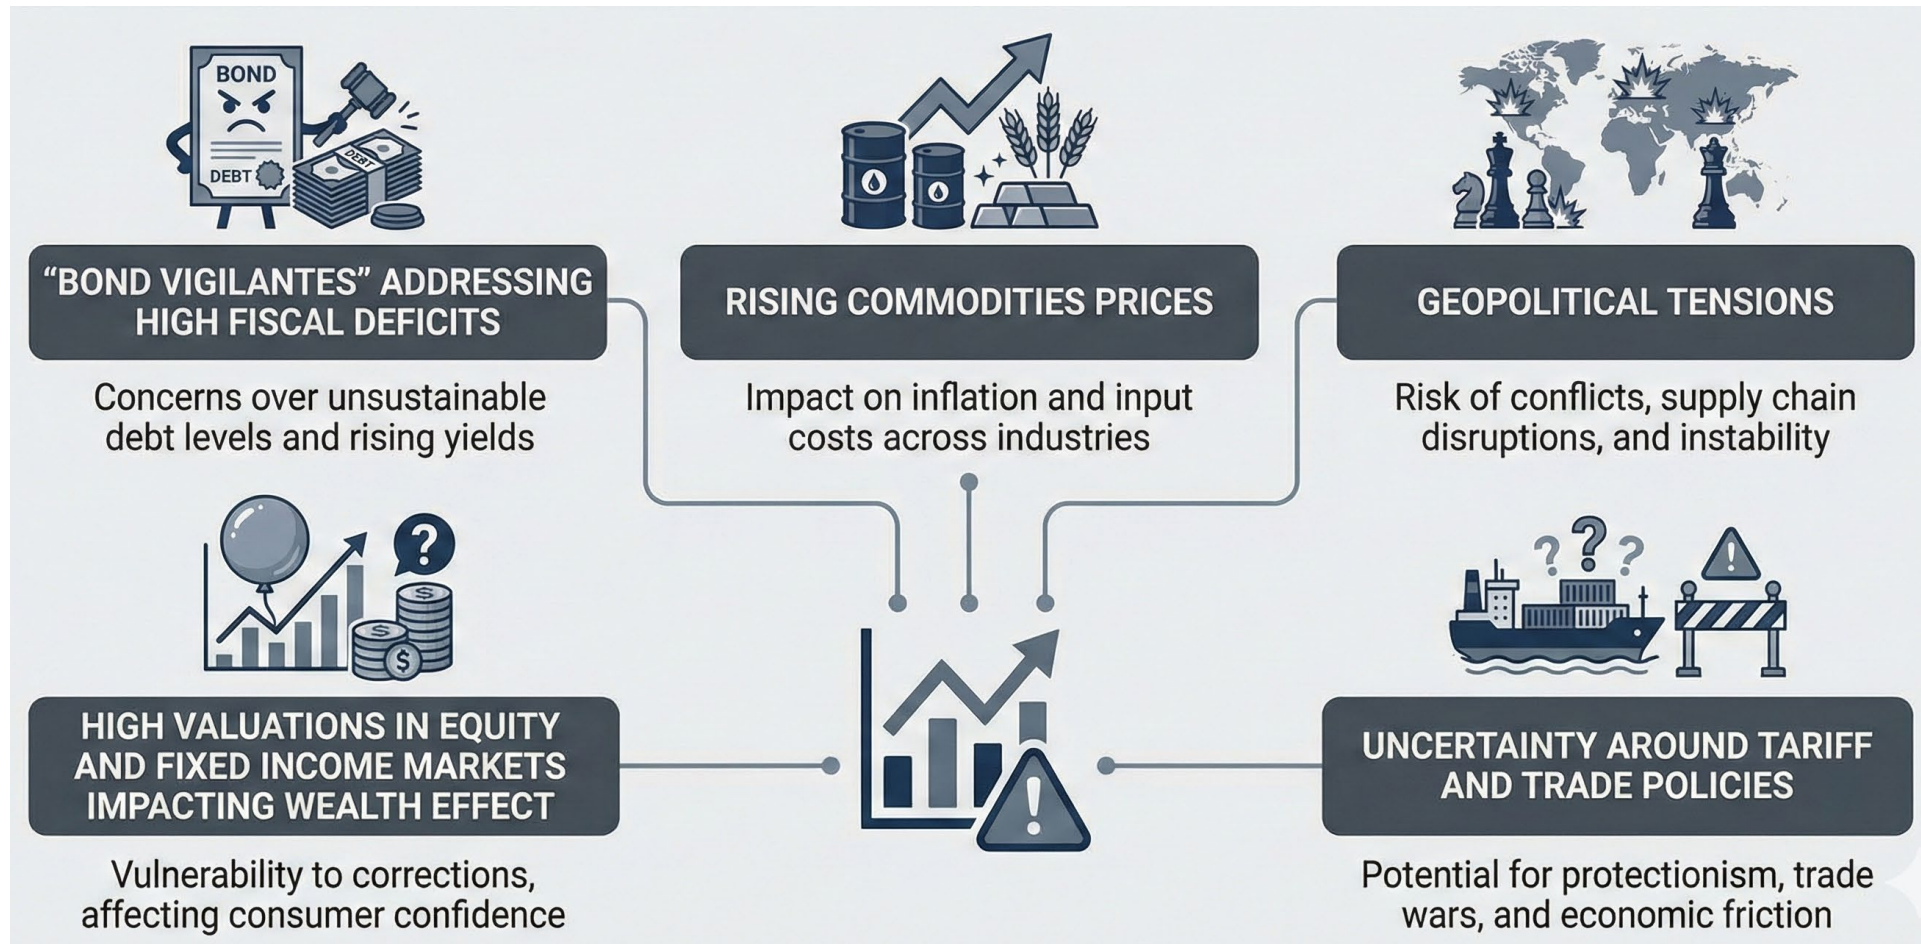 BOND
DEBT
DEBT
“BOND VIGILANTES” ADDRESSING
HIGH FISCAL DEFICITS
Concerns over unsustainable
debt levels and rising yields
RISING COMMODITIES PRICES
Impact on inflation and input
costs across industries
GEOPOLITICAL TENSIONS
Risk of conflicts, supply chain
disruptions, and instability
?
$
$
$
HIGH VALUATIONS IN EQUITY
AND FIXED INCOME MARKETS
IMPACTING WEALTH EFFECT
Vulnerability to corrections,
affecting consumer confidence
!
? ? ?
!
UNCERTAINTY AROUND TARIFF
AND TRADE POLICIES
Potential for protectionism, trade
wars, and economic friction